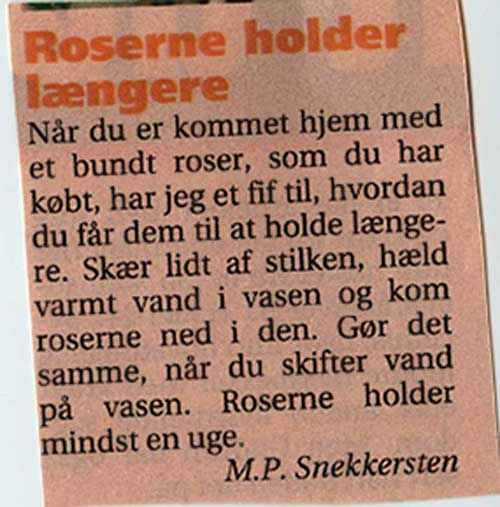 Roserne holder
længere
Når du er kommet hjem med
et bundt roser, som du har
købt, har jeg et fif til, hvordan
du får dem til at holde længe-
re. Skær lidt af stilken, hæld
varmt vand i vasen og kom
roserne ned i den. Gør det
samme, når du skifter vand
på vasen. Roserne holder
mindst en uge.
M.P. Snekkersten